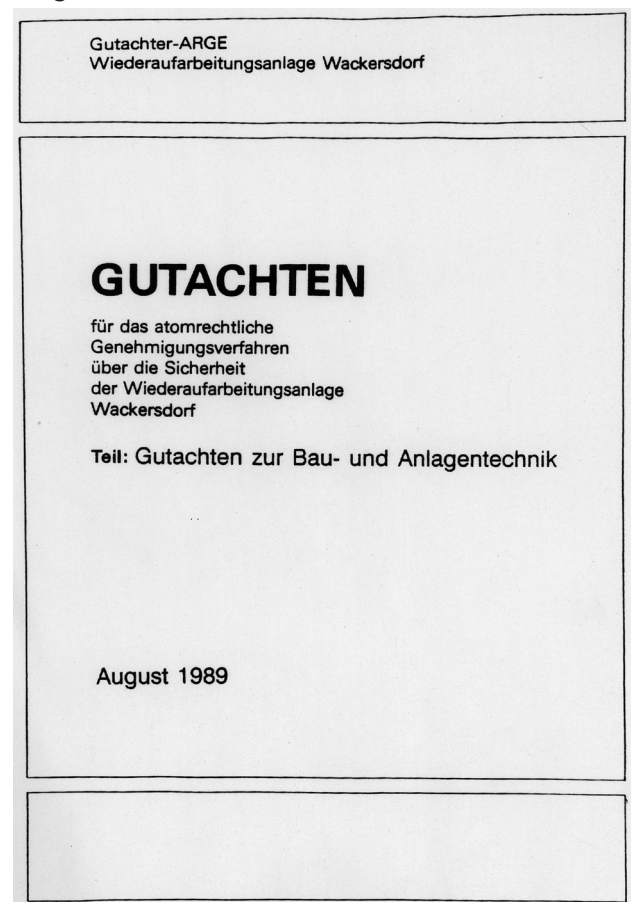 Gutachter-ARGE
Wiederaufarbeitungsanlage Wackersdorf
GUTACHTEN
für das atomrechtliche
Genehmigungsverfahren
über die Sicherheit
der Wiederaufarbeitungsanlage
Wackersdorf
Teil: Gutachten zur Bau- und Anlagentechnik
August 1989